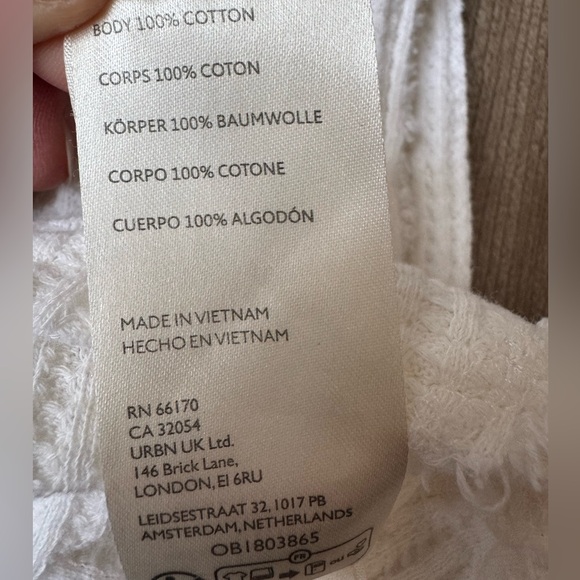 BODY 100% COTTON
CORPS 100% COTON
KÖRPER 100% BAUMWOLLE
CORPO 100% COTONE
CUERPO 100% ALGODÓN
MADE IN VIETNAM
HECHO EN VIETNAM
RN 66170
CA 32054
URBN UK Ltd.
146 Brick Lane,
LONDON, E1 6RU
LEIDSESTRAAT 32, 1017 PB
AMSTERDAM, NETHERLANDS
OB1803865
FR
OU